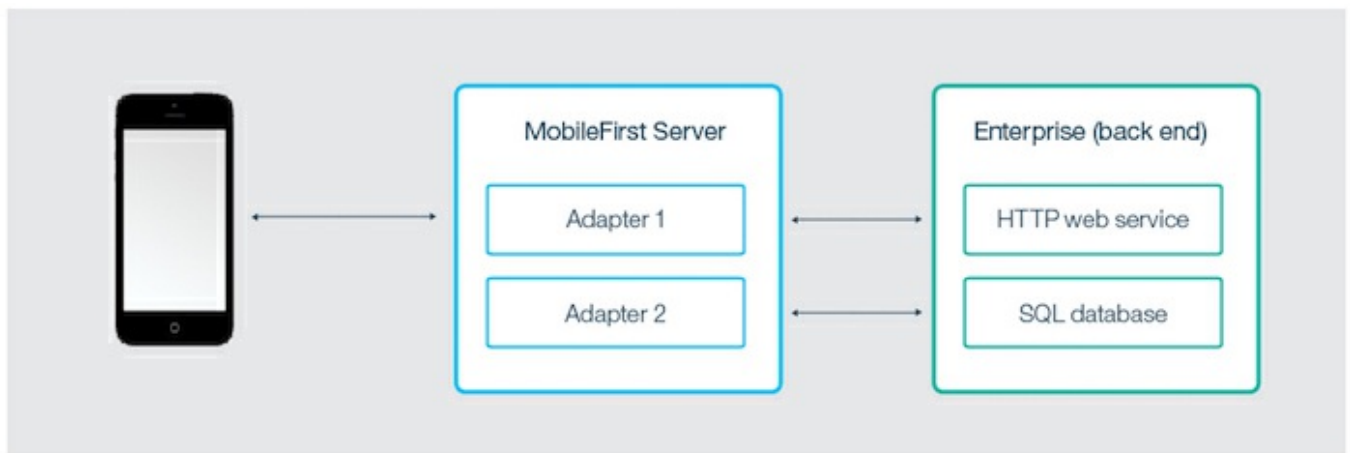 MobileFirst Server
Adapter 1
Adapter 2
Enterprise (back end)
HTTP web service
SQL database